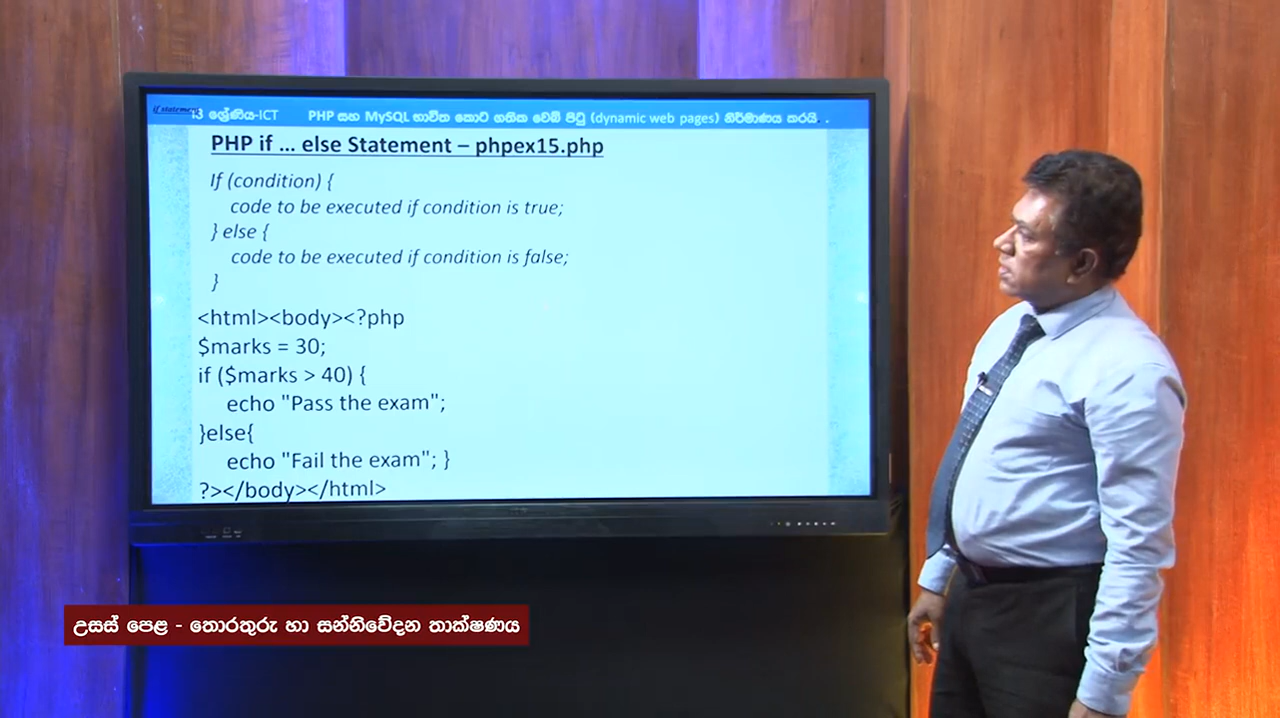 if statement
13 ශ්‍රේණිය-ICT PHP සහ MySQL භාවිත කොට ගතික වෙබ් පිටු (dynamic web pages) නිර්මාණය කරයි. .
PHP if ... else Statement – phpex15.php
If (condition) {
code to be executed if condition is true;
} else {
code to be executed if condition is false;
}
<html><body><?php
$marks = 30;
if ($marks > 40) {
echo "Pass the exam";
}else{
echo "Fail the exam"; }
?></body></html>
උසස් පෙළ - තොරතුරු හා සන්නිවේදන තාක්ෂණය